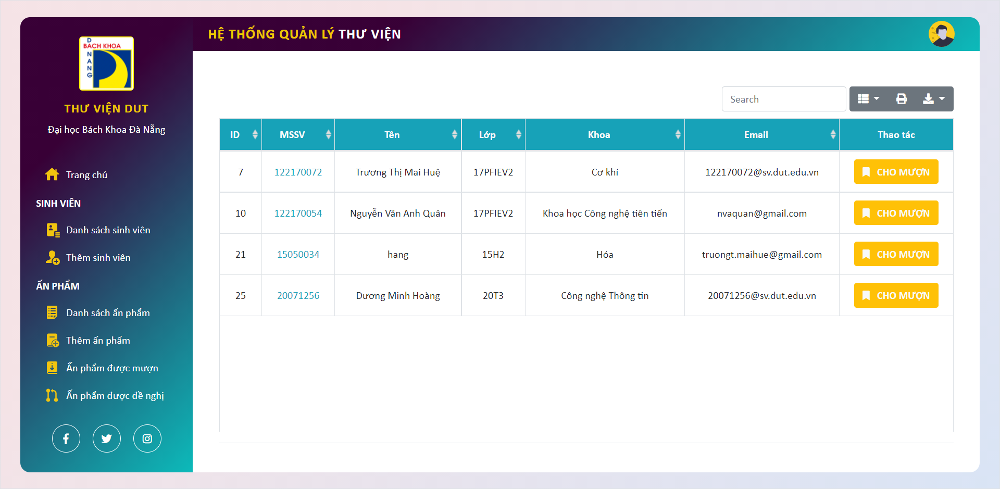 D
BACH KHOA
NANG
THƯ VIỆN DUT
Đại học Bách Khoa Đà Nẵng
Trang chủ
SINH VIÊN
Danh sách sinh viên
Thêm sinh viên
ẤN PHẨM
Danh sách ấn phẩm
Thêm ấn phẩm
Ấn phẩm được mượn
Ấn phẩm được đề nghị
HỆ THỐNG QUẢN LÝ THƯ VIỆN
Search
ID MSSV Tên Lớp Khoa Email Thao tác
7 122170072 Trương Thị Mai Huệ 17PFIEV2 Cơ khí 122170072@sv.dut.edu.vn CHO MƯỢN
10 122170054 Nguyễn Văn Anh Quân 17PFIEV2 Khoa học Công nghệ tiên tiến nvaquan@gmail.com CHO MƯỢN
21 15050034 hang 15H2 Hóa truongt.maihue@gmail.com CHO MƯỢN
25 20071256 Dương Minh Hoàng 20T3 Công nghệ Thông tin 20071256@sv.dut.edu.vn CHO MƯỢN